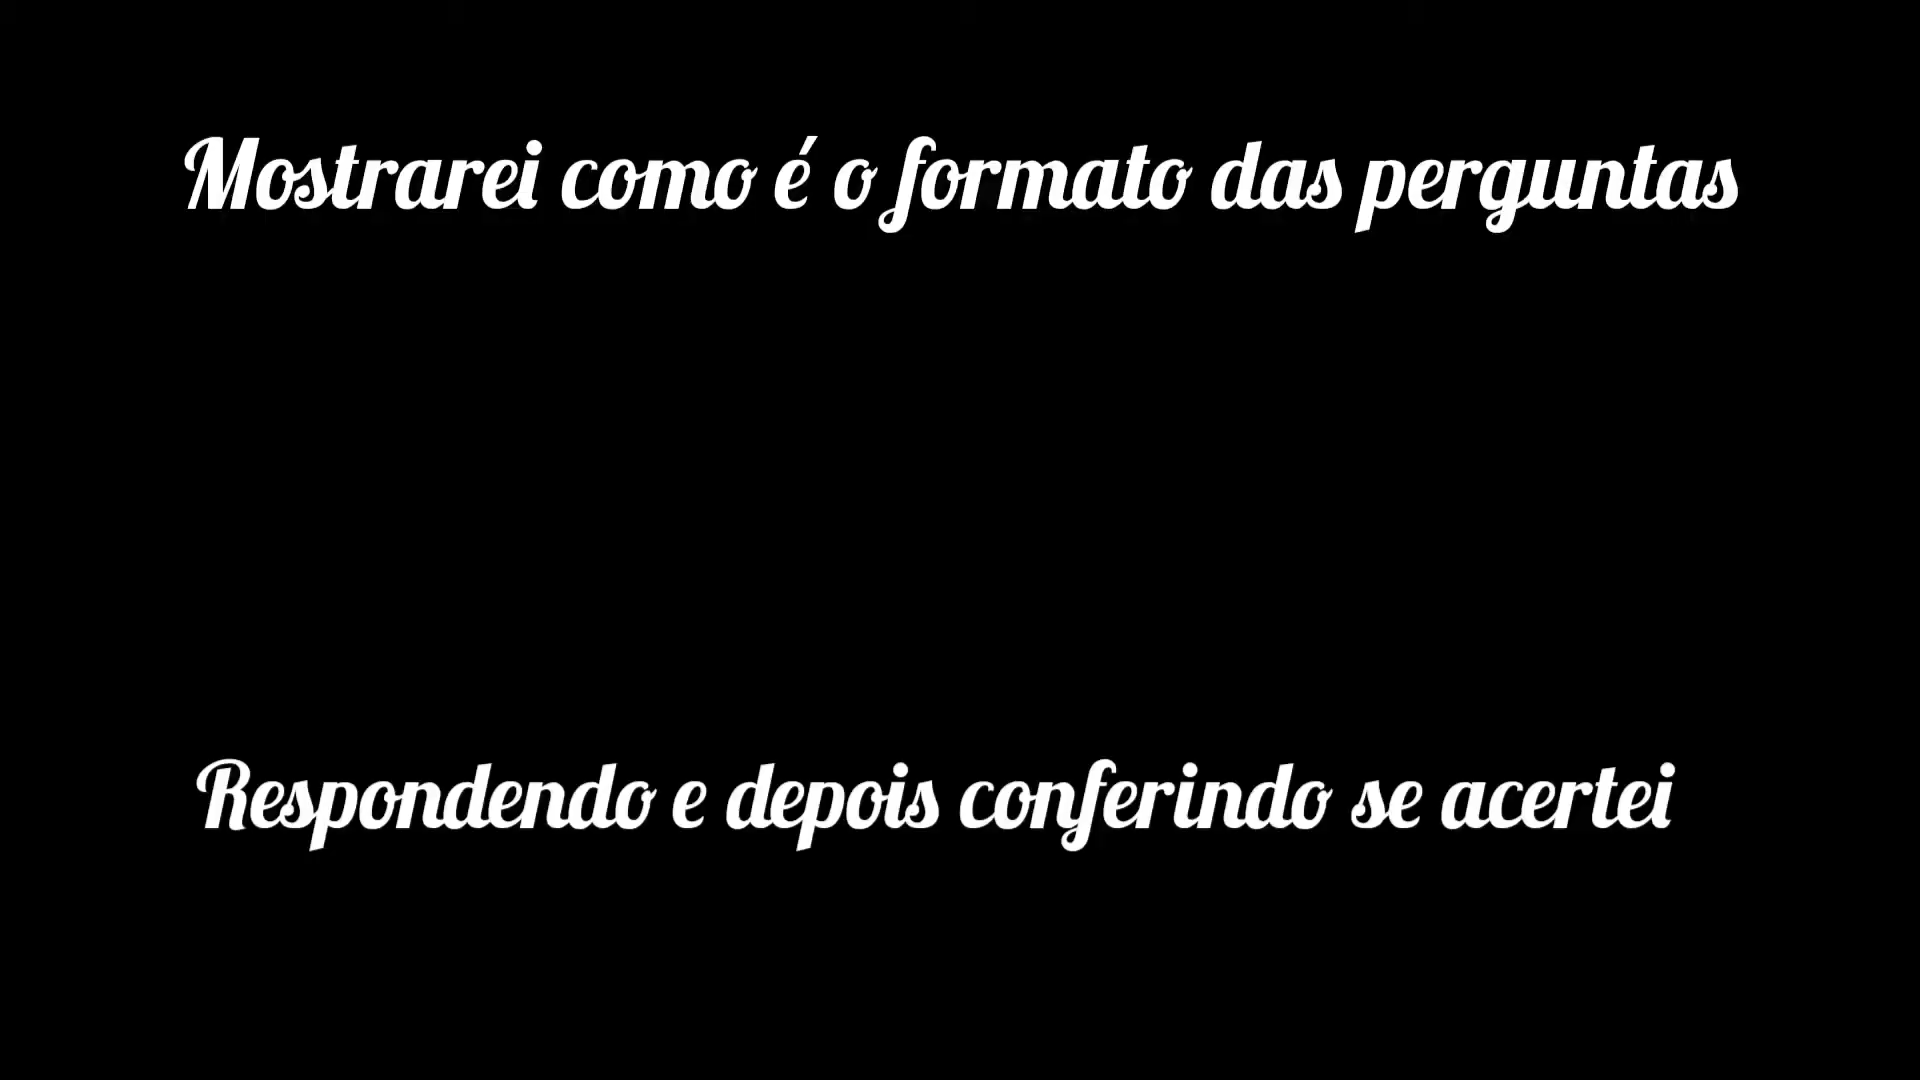 Mostrarei como é o formato das perguntas
Respondendo e depois conferindo se acertei